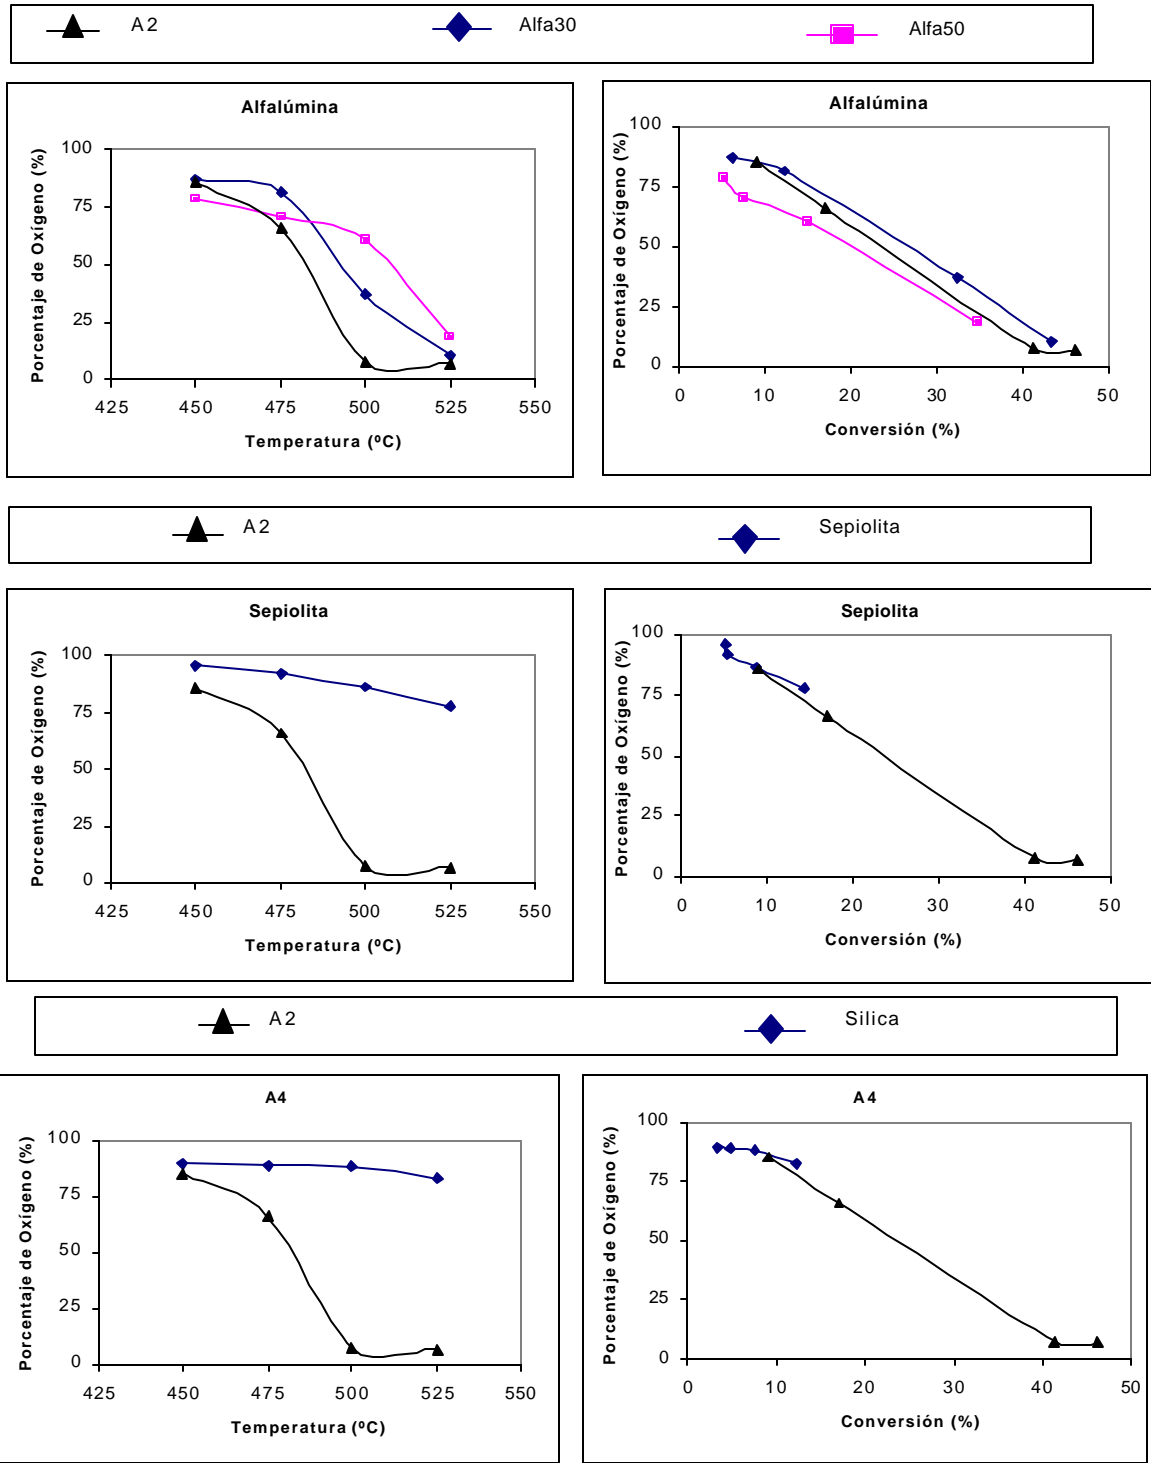 A2 Alfa30 Alfa50
Alfalúmina
Porcentaje de Oxígeno (%)
100
75
50
25
0
425 450 475 500 525 550
Temperatura (ºC)
Alfalúmina
Porcentaje de Oxígeno (%)
100
75
50
25
0
0 10 20 30 40 50
Conversión (%)
A2 Sepiolita
Sepiolita
Porcentaje de Oxígeno (%)
100
75
50
25
0
425 450 475 500 525 550
Temperatura (ºC)
Sepiolita
Porcentaje de Oxígeno (%)
100
75
50
25
0
0 10 20 30 40 50
Conversión (%)
A2 Silica
A4
Porcentaje de Oxígeno (%)
100
75
50
25
0
425 450 475 500 525 550
Temperatura (ºC)
A4
Porcentaje de Oxígeno (%)
100
75
50
25
0
0 10 20 30 40 50
Conversión (%)